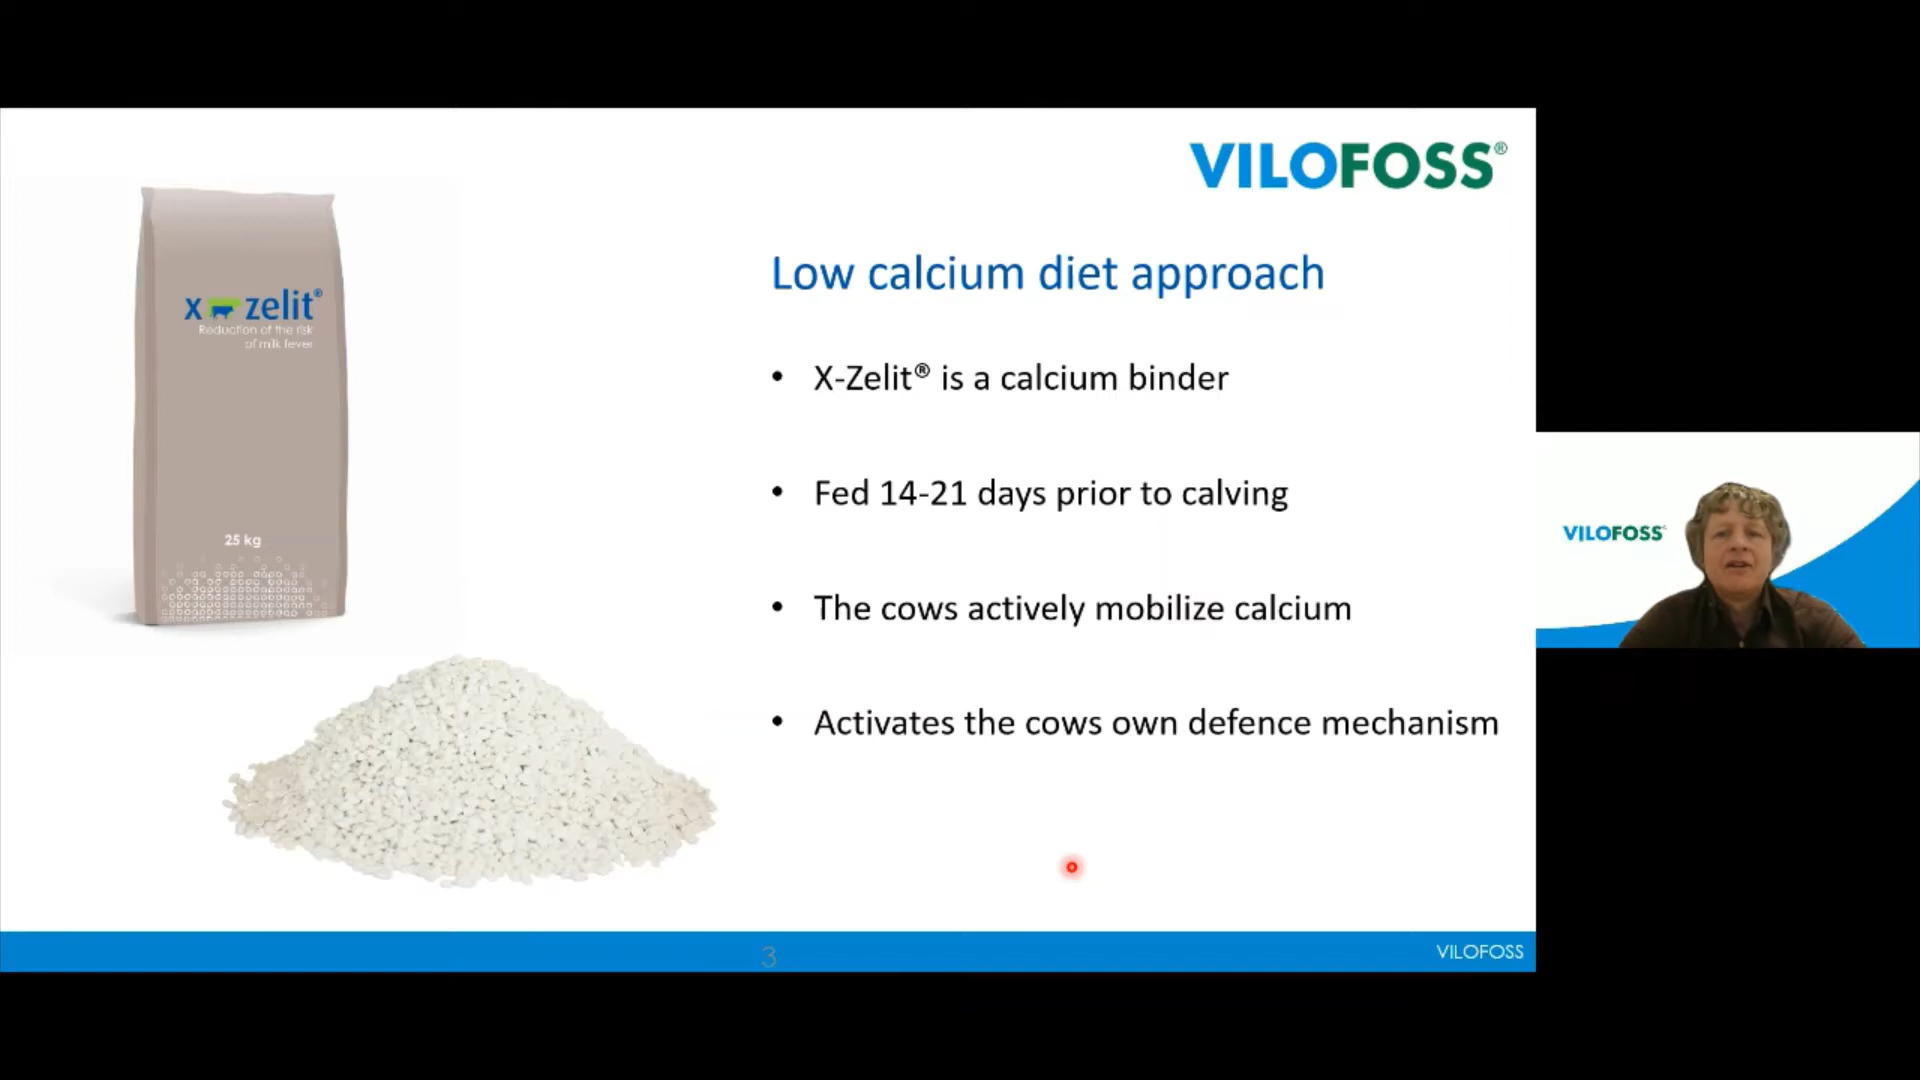 VILOFOSS®
x zelit®
Reduction of the risk
of milk fever
25 kg
Low calcium diet approach
• X-Zelit® is a calcium binder
• Fed 14-21 days prior to calving
• The cows actively mobilize calcium
• Activates the cows own defence mechanism
3
VILOFOSS
VILOFOSS®